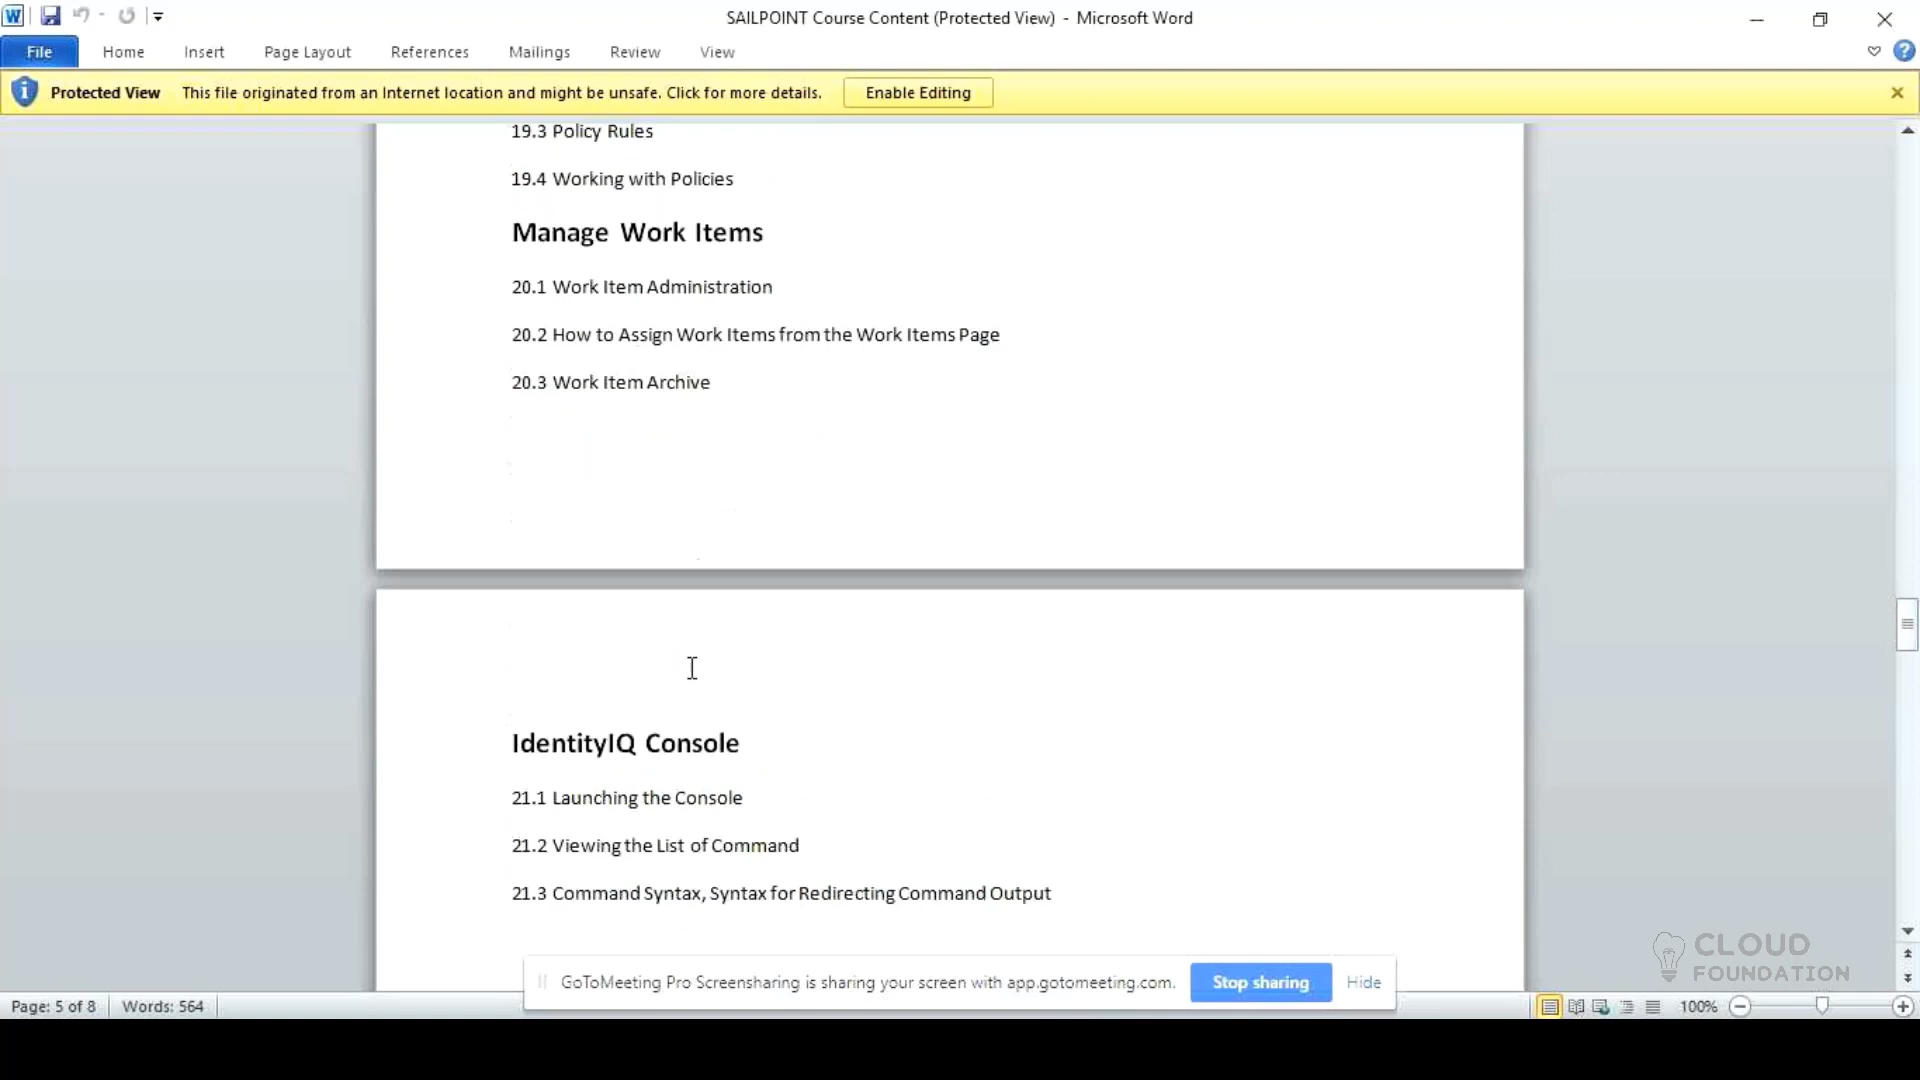 SAILPOINT Course Content (Protected View) - Microsoft Word
File Home Insert Page Layout References Mailings Review View
Protected View This file originated from an Internet location and might be unsafe. Click for more details. Enable Editing
19.3 Policy Rules
19.4 Working with Policies
Manage Work Items
20.1 Work Item Administration
20.2 How to Assign Work Items from the Work Items Page
20.3 Work Item Archive
IdentityIQ Console
21.1 Launching the Console
21.2 Viewing the List of Command
21.3 Command Syntax, Syntax for Redirecting Command Output
CLOUD
FOUNDATION
GoToMeeting Pro Screensharing is sharing your screen with app.gotomeeting.com. Stop sharing Hide
Page: 5 of 8 Words: 564 100%